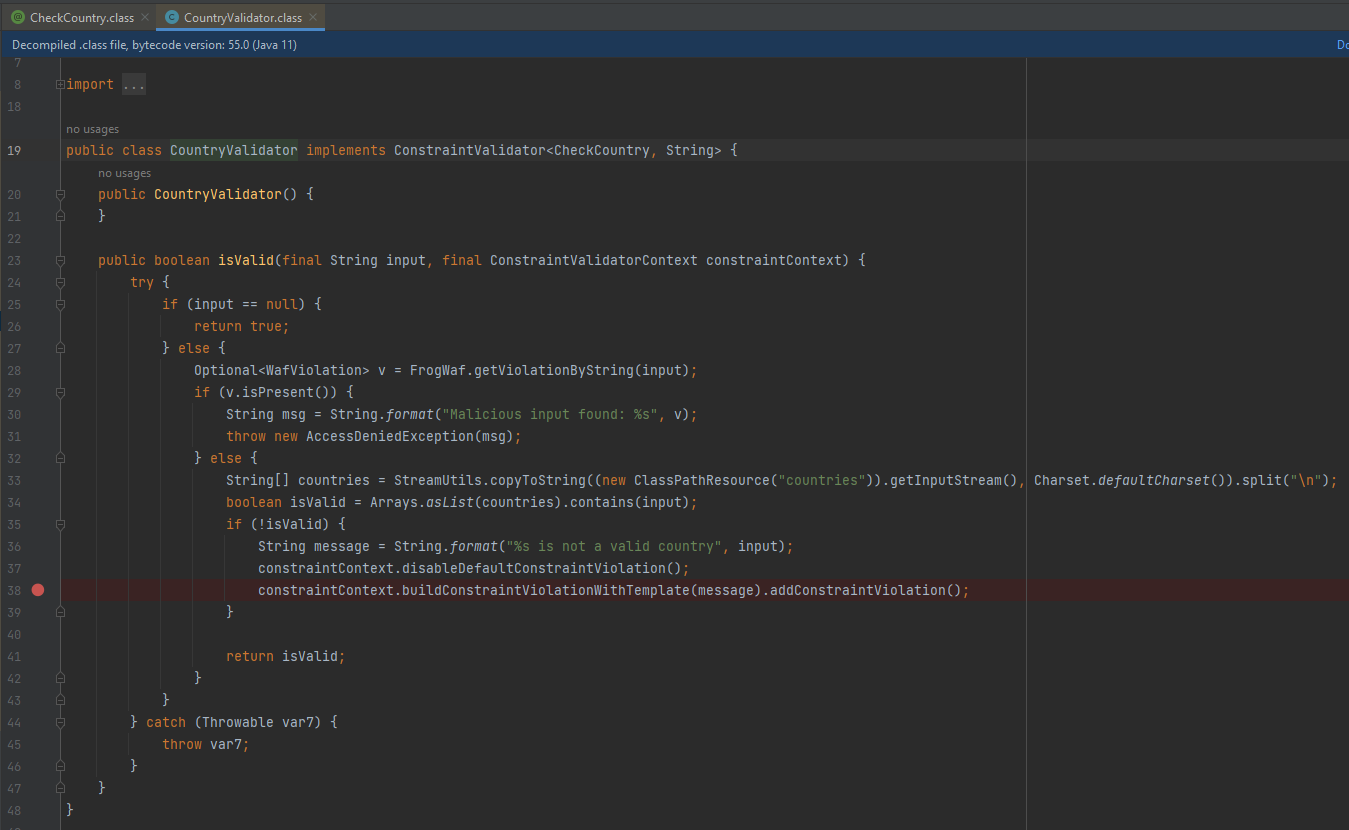 CheckCountry.class CountryValidator.class
Decompiled .class file, bytecode version: 55.0 (Java 11) Do
7
8 import ...
18
no usages
19 public class CountryValidator implements ConstraintValidator<CheckCountry, String> {
no usages
20 public CountryValidator() {
21 }
22
23 public boolean isValid(final String input, final ConstraintValidatorContext constraintContext) {
24 try {
25 if (input == null) {
26 return true;
27 } else {
28 Optional<WafViolation> v = FrogWaf.getViolationByString(input);
29 if (v.isPresent()) {
30 String msg = String.format("Malicious input found: %s", v);
31 throw new AccessDeniedException(msg);
32 } else {
33 String[] countries = StreamUtils.copyToString((new ClassPathResource("countries")).getInputStream(), Charset.defaultCharset()).split("\n");
34 boolean isValid = Arrays.asList(countries).contains(input);
35 if (!isValid) {
36 String message = String.format("%s is not a valid country", input);
37 constraintContext.disableDefaultConstraintViolation();
38 constraintContext.buildConstraintViolationWithTemplate(message).addConstraintViolation();
39 }
40
41 return isValid;
42 }
43 }
44 } catch (Throwable var7) {
45 throw var7;
46 }
47 }
48 }